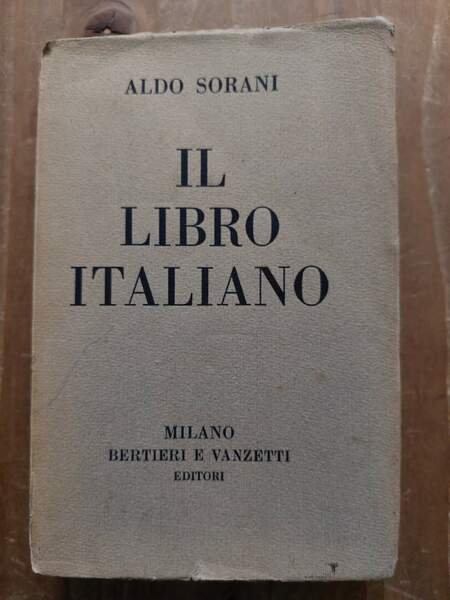 ALDO SORANI
IL
LIBRO
ITALIANO
MILANO
BERTIERI E VANZETTI
EDITORI